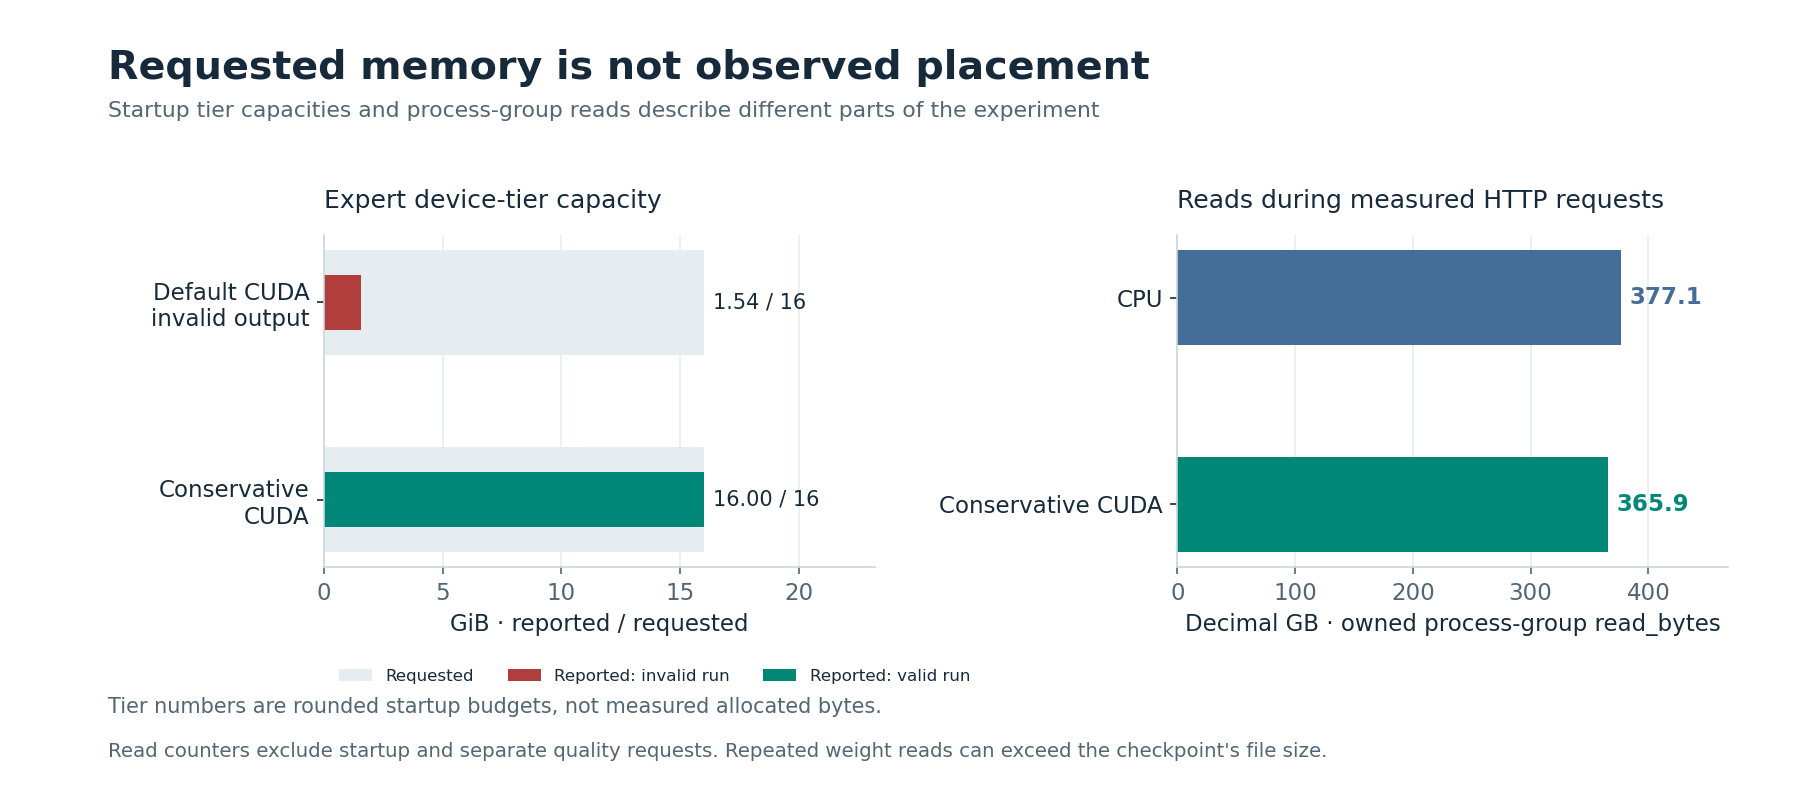 Requested memory is not observed placement
Startup tier capacities and process-group reads describe different parts of the experiment
Expert device-tier capacity
Default CUDA
invalid output
1.54 / 16
Conservative
CUDA
16.00 / 16
0 5 10 15 20
GiB · reported / requested
Requested Reported: invalid run Reported: valid run
Reads during measured HTTP requests
CPU
377.1
Conservative CUDA
365.9
0 100 200 300 400
Decimal GB · owned process-group read_bytes
Tier numbers are rounded startup budgets, not measured allocated bytes.
Read counters exclude startup and separate quality requests. Repeated weight reads can exceed the checkpoint's file size.